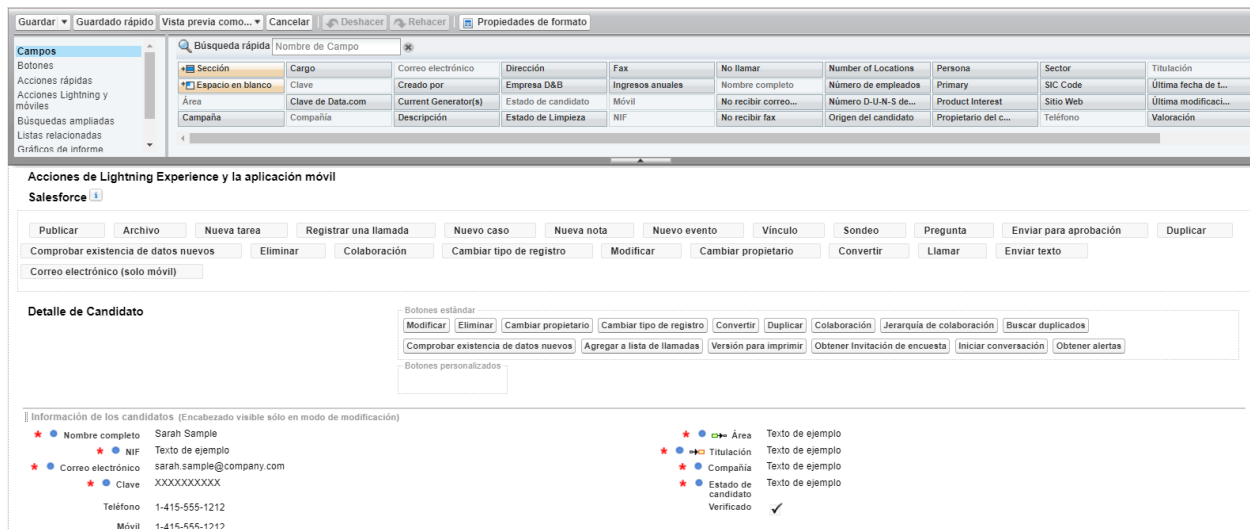 Guardar Guardado rápido Vista previa como... Cancelar Deshacer Rehacer Propiedades de formato
Campos
Botones
Acciones rápidas
Acciones Lightning y
móviles
Búsquedas ampliadas
Listas relacionadas
Gráficos de informe
Búsqueda rápida Nombre de Campo
Sección Cargo Correo electrónico Dirección Fax No llamar Number of Locations Persona Sector Titulación
Espacio en blanco Clave Creado por Empresa D&B Ingresos anuales Nombre completo Número de empleados Primary SIC Code Última fecha de t...
Área Clave de Data.com Current Generator(s) Estado de candidato Móvil No recibir correo... Número D-U-N-S de... Product Interest Sitio Web Última modificaci...
Campaña Compañía Descripción Estado de Limpieza NIF No recibir fax Origen del candidato Propietario del c... Teléfono Valoración
Acciones de Lightning Experience y la aplicación móvil
Salesforce i
Publicar Archivo Nueva tarea Registrar una llamada Nuevo caso Nueva nota Nuevo evento Vínculo Sondeo Pregunta Enviar para aprobación Duplicar
Comprobar existencia de datos nuevos Eliminar Colaboración Cambiar tipo de registro Modificar Cambiar propietario Convertir Llamar Enviar texto
Correo electrónico (solo móvil)
Detalle de Candidato
Botones estándar
Modificar Eliminar Cambiar propietario Cambiar tipo de registro Convertir Duplicar Colaboración Jerarquía de colaboración Buscar duplicados
Comprobar existencia de datos nuevos Agregar a lista de llamadas Versión para imprimir Obtener Invitación de encuesta Iniciar conversación Obtener alertas
Botones personalizados
Información de los candidatos (Encabezado visible sólo en modo de modificación)
* Nombre completo Sarah Sample * Área Texto de ejemplo
* NIF Texto de ejemplo * Titulación Texto de ejemplo
* Correo electrónico sarah.sample@company.com * Compañía Texto de ejemplo
* Clave XXXXXXXXXX * Estado de candidato Texto de ejemplo
Teléfono 1-415-555-1212 Verificado ✓
Móvil 1-415-555-1212